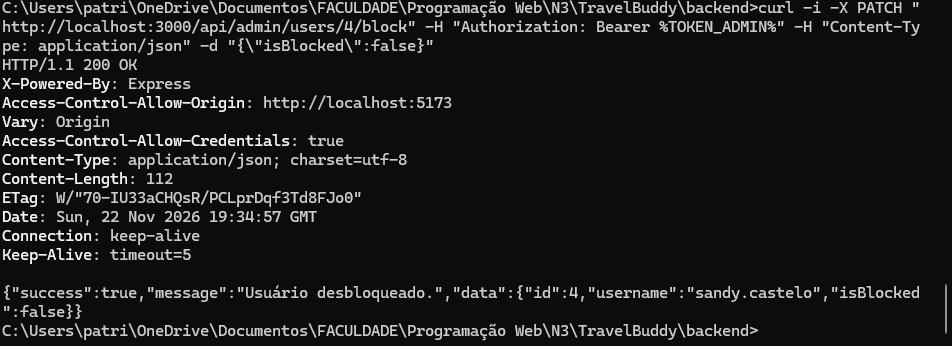 C:\Users\patri\OneDrive\Documentos\FACULDADE\Programação Web\N3\TravelBuddy\backend>curl -i -X PATCH "
http://localhost:3000/api/admin/users/4/block" -H "Authorization: Bearer %TOKEN_ADMIN%" -H "Content-Ty
pe: application/json" -d "{\"isBlocked\":false}"
HTTP/1.1 200 OK
X-Powered-By: Express
Access-Control-Allow-Origin: http://localhost:5173
Vary: Origin
Access-Control-Allow-Credentials: true
Content-Type: application/json; charset=utf-8
Content-Length: 112
ETag: W/"70-IU33aCHQsR/PCLprDqf3Td8FJo0"
Date: Sun, 22 Nov 2026 19:34:57 GMT
Connection: keep-alive
Keep-Alive: timeout=5

{"success":true,"message":"Usuário desbloqueado.","data":{"id":4,"username":"sandy.castelo","isBlocked
":false}}
C:\Users\patri\OneDrive\Documentos\FACULDADE\Programação Web\N3\TravelBuddy\backend>